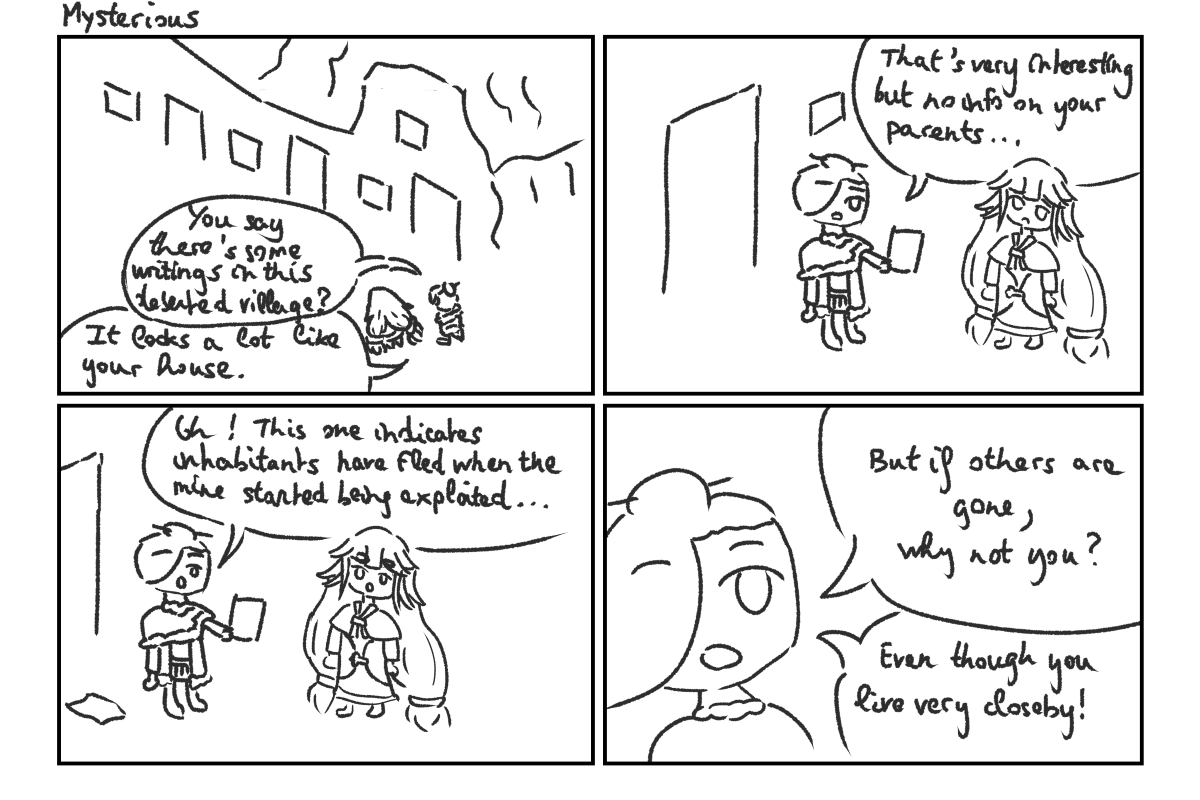 Mysterious
You say
there's some
writings in this
deserted village?
It looks a lot like
your house.
That's very interesting
but no info on your
parents...
Oh! This one indicates
inhabitants have fled when the
mine started being exploited...
But if others are
gone,
why not you?
Even though you
live very closeby!